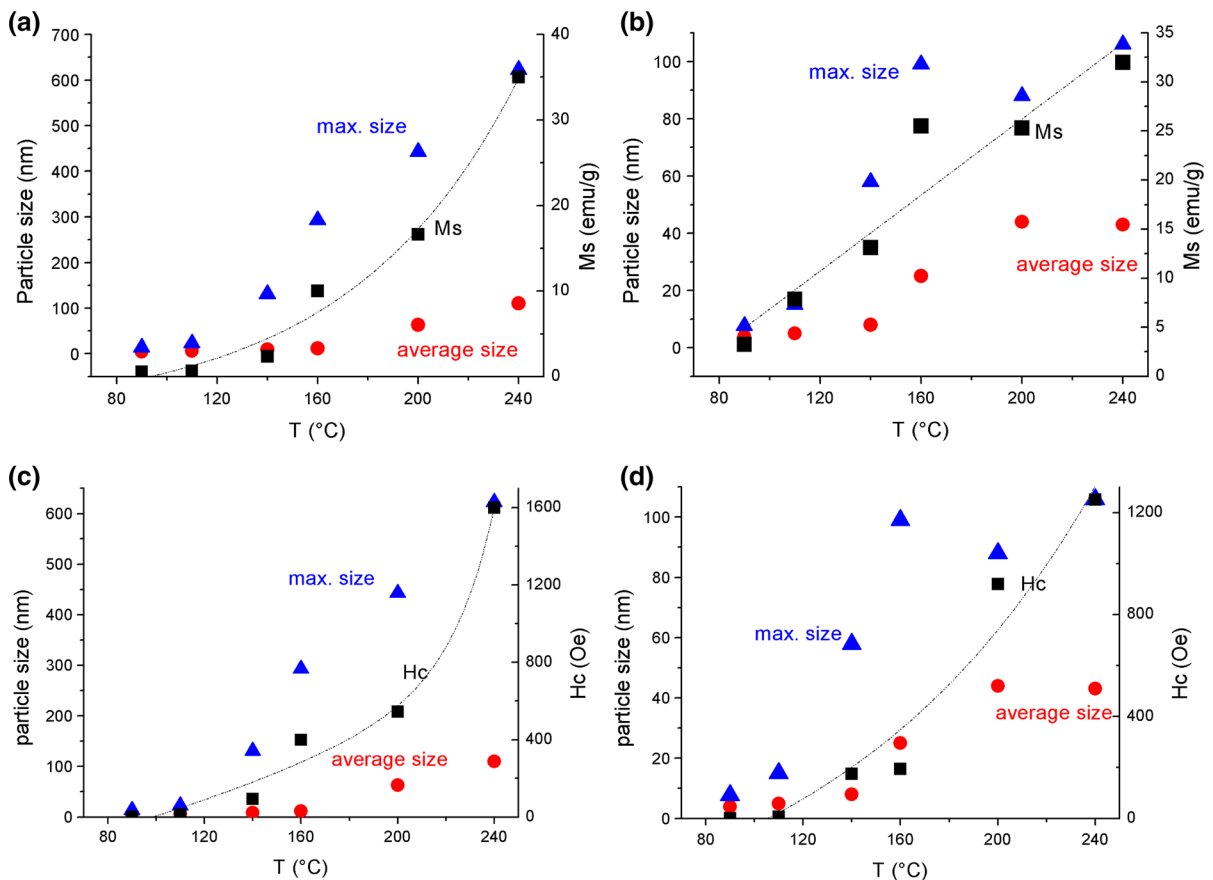 (a)
700
600
500
400
300
200
100
0
Particle size (nm)
40
30
20
10
0
Ms (emu/g)
max. size
Ms
average size
80 120 160 200 240
T (°C)
(b)
100
80
60
40
20
0
Particle size (nm)
35
30
25
20
15
10
5
0
Ms (emu/g)
max. size
Ms
average size
80 120 160 200 240
T (°C)
(c)
600
500
400
300
200
100
0
particle size (nm)
1600
1200
800
400
0
Hc (Oe)
max. size
Hc
average size
80 120 160 200 240
T (°C)
(d)
100
80
60
40
20
0
particle size (nm)
1200
800
400
0
Hc (Oe)
max. size
Hc
average size
80 120 160 200 240
T (°C)